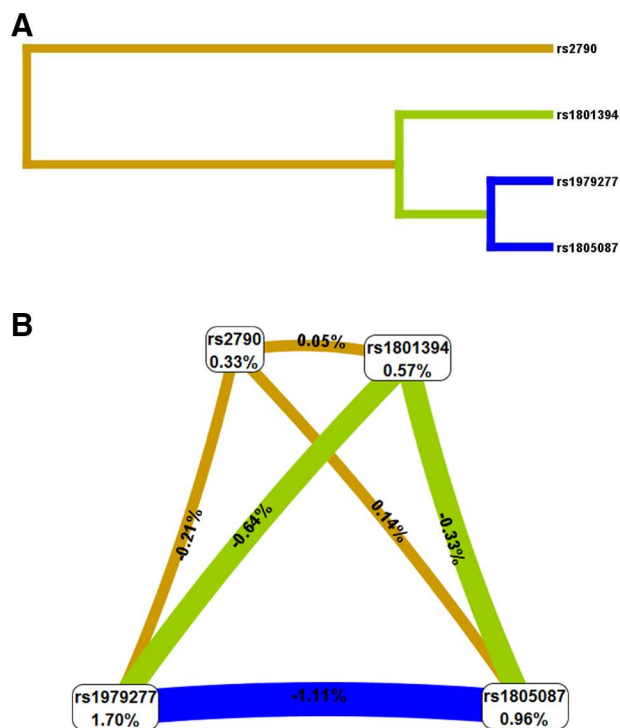 A
rs2790
rs1801394
rs1979277
rs1805087
B
rs2790
0.33%
0.05%
rs1801394
0.57%
-0.21%
-0.64%
0.14%
-0.33%
rs1979277
1.70%
-1.11%
rs1805087
0.96%